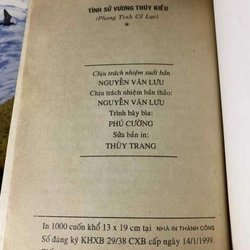 TÌNH SỬ VƯƠNG THÚY KIỀU
(Phong Tình Cổ Lục)
*
Chịu trách nhiệm xuất bản
NGUYỄN VĂN LƯU
Chịu trách nhiệm bản thảo:
NGUYỄN VĂN LƯU
Trình bày bìa:
PHÚ CƯỜNG
Sửa bản in:
THÙY TRANG
In 1000 cuốn khổ 13 x 19 cm tại NHÀ IN THÀNH CÔNG
Số đăng ký KHXB 29/38 CXB cấp ngày 14/1/1999.